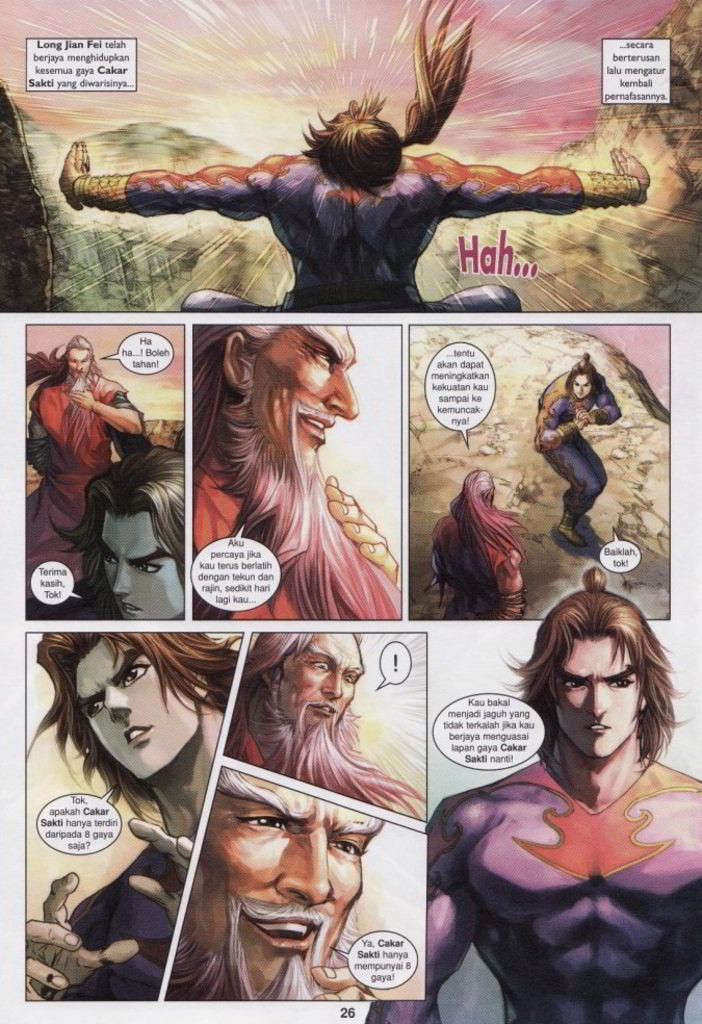 Long Jian Fei telah
berjaya menghidupkan
kesemua gaya Cakar
Sakti yang diwarisinya...
...secara
berterusan
lalu mengatur
kembali
pernafasannya.
Hah...
Ha
ha...! Boleh
tahan!
Terima
kasih,
Tok!
Aku
percaya jika
kau terus berlatih
dengan tekun dan
rajin, sedikit hari
lagi kau...
...tentu
akan dapat
meningkatkan
kekuatan kau
sampai ke
kemuncak-
nya!
Baiklah,
tok!
Tok,
apakah Cakar
Sakti hanya terdiri
daripada 8 gaya
saja?
!
Ya, Cakar
Sakti hanya
mempunyai 8
gaya!
Kau bakal
menjadi jaguh yang
tidak terkalah jika kau
berjaya menguasai
lapan gaya Cakar
Sakti nanti!
26